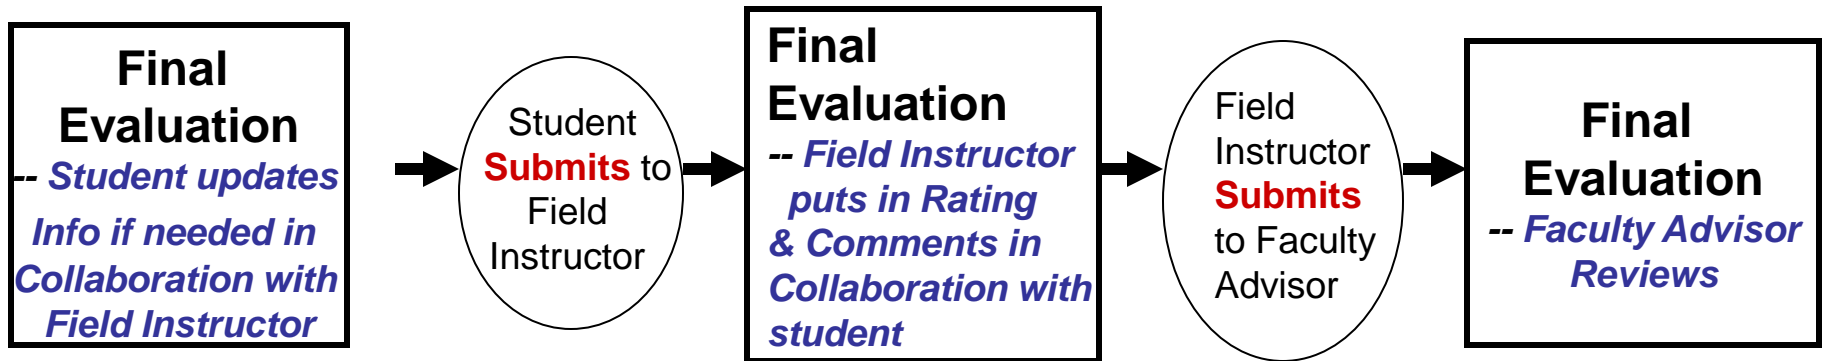 Final
Evaluation
-- Student updates
Info if needed in
Collaboration with
Field Instructor
Student
Submits to
Field
Instructor
Final
Evaluation
-- Field Instructor
puts in Rating
& Comments in
Collaboration with
student
Field
Instructor
Submits
to Faculty
Advisor
Final
Evaluation
-- Faculty Advisor
Reviews